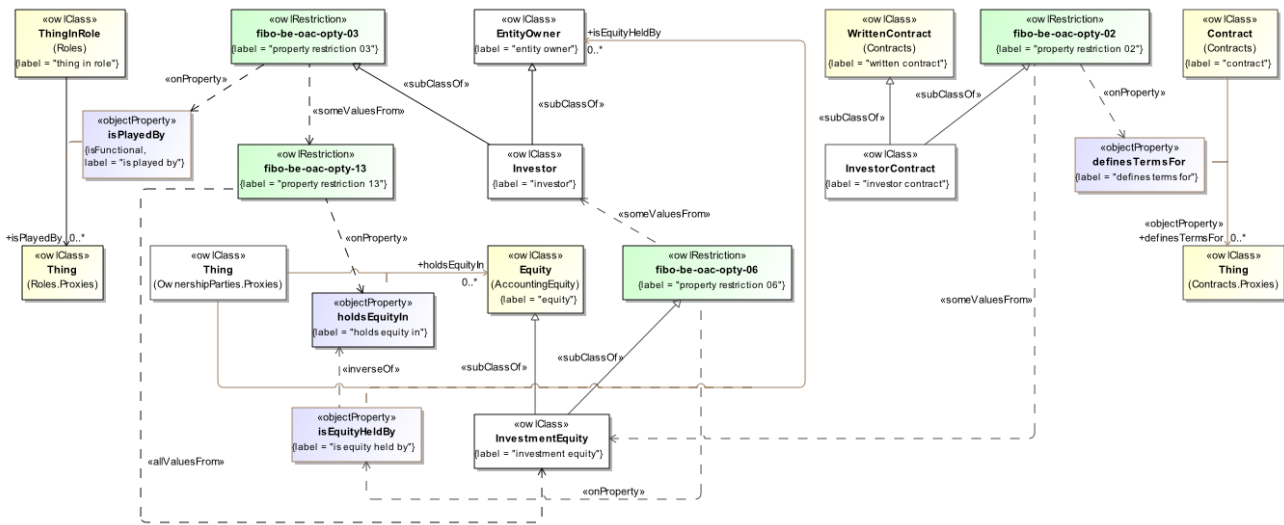 «owlClass»
ThingInRole
(Roles)
{label = "thing in role"}
«owlRestriction»
fibo-be-oac-opty-03
{label = "property restriction 03"}
«owlClass»
EntityOwner
{label = "entity owner"}
+isEquityHeldBy
0..*
«owlClass»
WrittenContract
(Contracts)
{label = "written contract"}
«owlRestriction»
fibo-be-oac-opty-02
{label = "property restriction 02"}
«owlClass»
Contract
(Contracts)
{label = "contract"}
«onProperty»
«subClassOf»
«subClassOf»
«someValuesFrom»
«subClassOf»
«subClassOf»
«onProperty»
«objectProperty»
isPlayedBy
{isFunctional,
label = "is played by"}
«owlRestriction»
fibo-be-oac-opty-13
{label = "property restriction 13"}
«owlClass»
Investor
{label = "investor"}
«owlClass»
InvestorContract
{label = "investor contract"}
«objectProperty»
definesTermsFor
{label = "defines terms for"}
«someValuesFrom»
«onProperty»
+isPlayedBy 0..*
«objectProperty»
+definesTermsFor 0..*
«owlClass»
Thing
(Roles.Proxies)
«owlClass»
Thing
(OwnershipParties.Proxies)
+holdsEquityIn
0..*
«owlClass»
Equity
(AccountingEquity)
{label = "equity"}
«owlRestriction»
fibo-be-oac-opty-06
{label = "property restriction 06"}
«owlClass»
Thing
(Contracts.Proxies)
«objectProperty»
holdsEquityIn
{label = "holds equity in"}
«someValuesFrom»
«inverseOf»
«subClassOf»
«subClassOf»
«objectProperty»
isEquityHeldBy
{label = "is equity held by"}
«owlClass»
InvestmentEquity
{label = "investment equity"}
«allValuesFrom»
«onProperty»